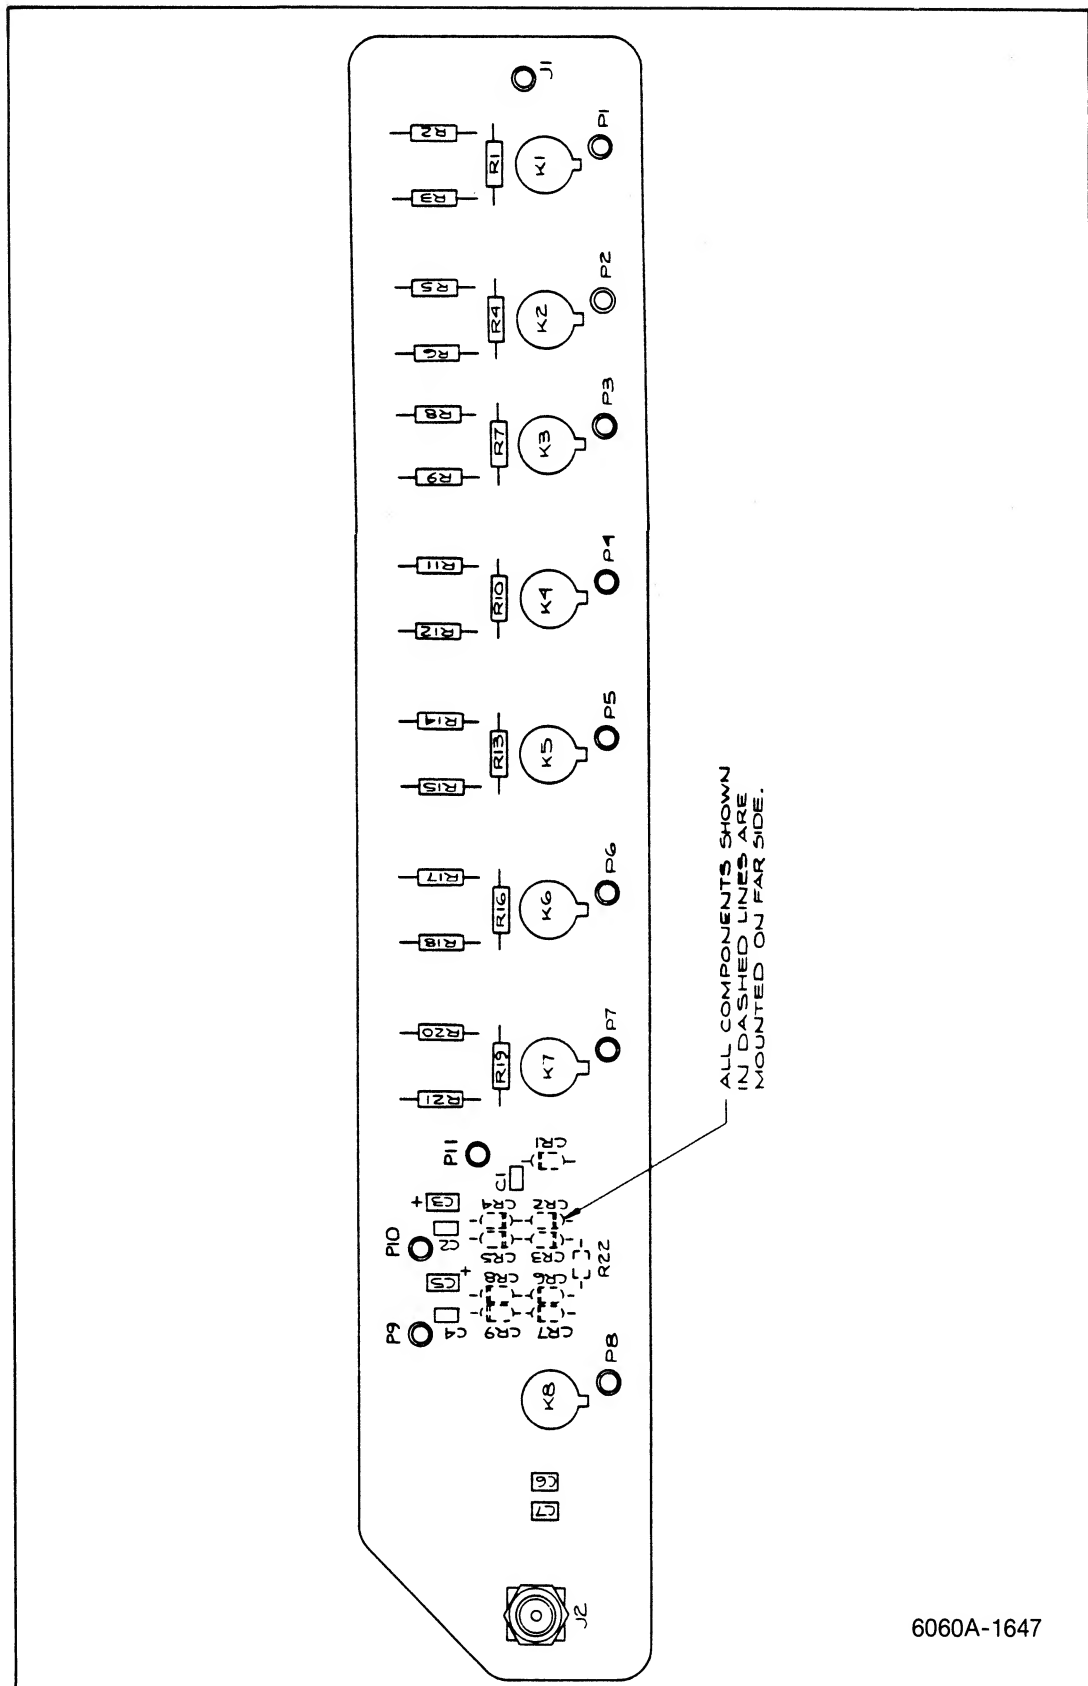 J1
P1
R2
R1
K1
R3
P2
R5
R4
K2
R6
P3
R8
R7
K3
R9
P4
R11
R10
K4
R12
P5
R14
R13
K5
R15
P6
R17
R16
K6
R18
P7
R20
R19
K7
R21
ALL COMPONENTS SHOWN
IN DASHED LINES ARE
MOUNTED ON FAR SIDE.
P11
CR1
C1
+
C3
CR4
CR2
P10
C2
CR5
CR3
R22
C5
+
CR8
CR6
P9
C4
CR9
CR7
P8
K8
C6
C7
J2
6060A-1647